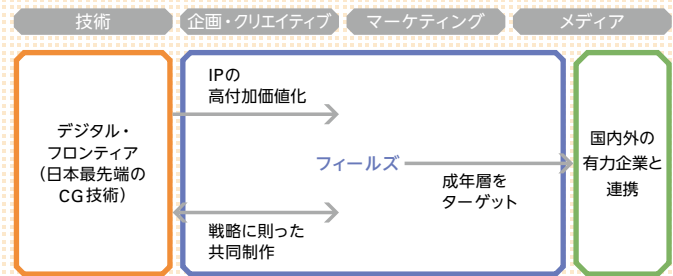 技術
企画・クリエイティブ
マーケティング
メディア
デジタル・
フロンティア
(日本最先端の
CG技術)
IPの
高付加価値化
フィールズ
成年層を
ターゲット
戦略に則った
共同制作
国内外の
有力企業と
連携